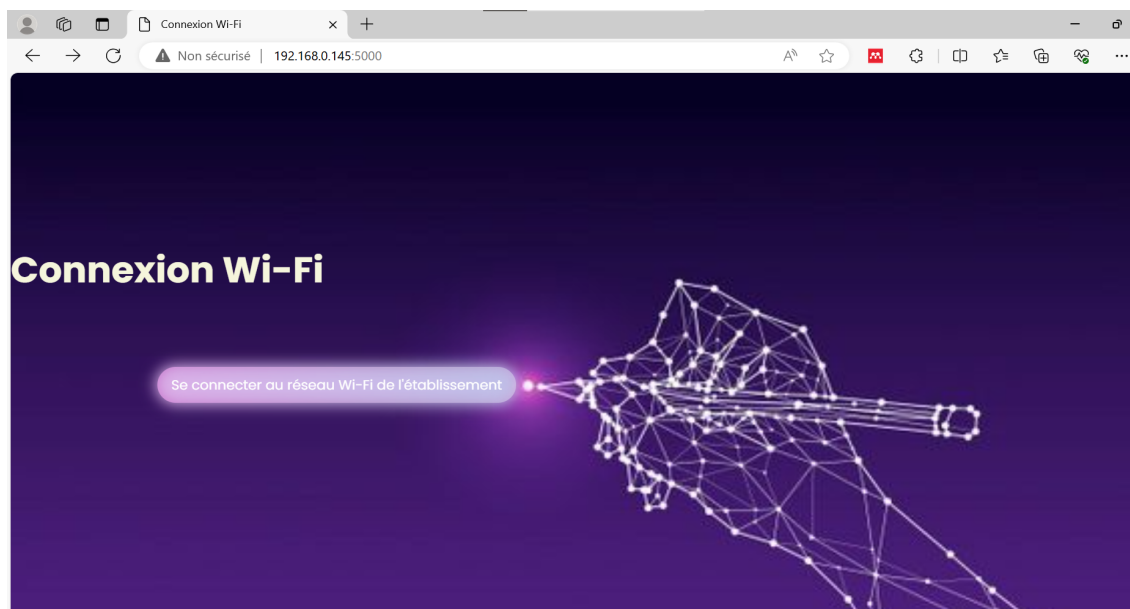 Connexion Wi-Fi
Non sécurisé | 192.168.0.145:5000
Connexion Wi-Fi
Se connecter au réseau Wi-Fi de l'établissement